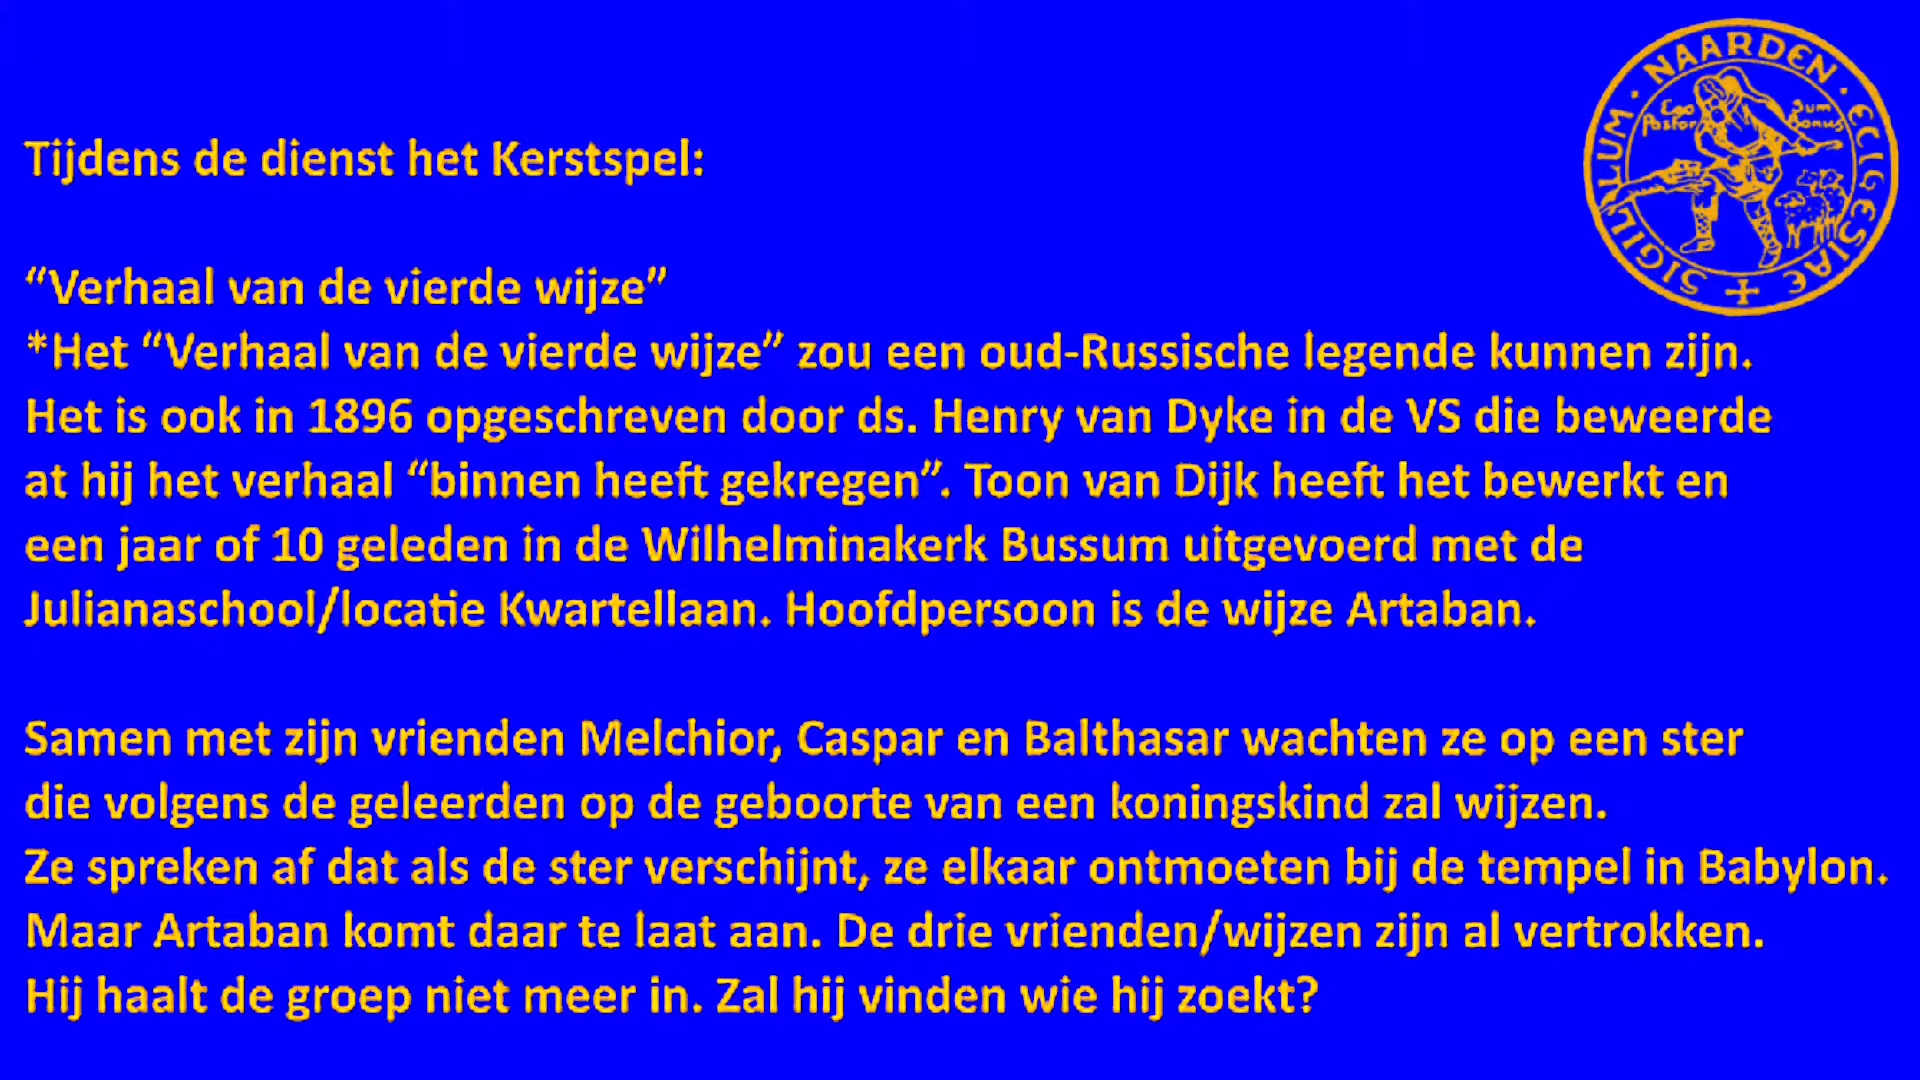 Tijdens de dienst het Kerstspel:
“Verhaal van de vierde wijze”
*Het “Verhaal van de vierde wijze” zou een oud-Russische legende kunnen zijn.
Het is ook in 1896 opgeschreven door ds. Henry van Dyke in de VS die beweerde
at hij het verhaal “binnen heeft gekregen”. Toon van Dijk heeft het bewerkt en
een jaar of 10 geleden in de Wilhelminakerk Bussum uitgevoerd met de
Julianaschool/locatie Kwartellaan. Hoofdpersoon is de wijze Artaban.
Samen met zijn vrienden Melchior, Caspar en Balthasar wachten ze op een ster
die volgens de geleerden op de geboorte van een koningskind zal wijzen.
Ze spreken af dat als de ster verschijnt, ze elkaar ontmoeten bij de tempel in Babylon.
Maar Artaban komt daar te laat aan. De drie vrienden/wijzen zijn al vertrokken.
Hij haalt de groep niet meer in. Zal hij vinden wie hij zoekt?
SIGILLUM · NAARDEN · ECLGESIAE
Ego Sum
Pastor Bonus